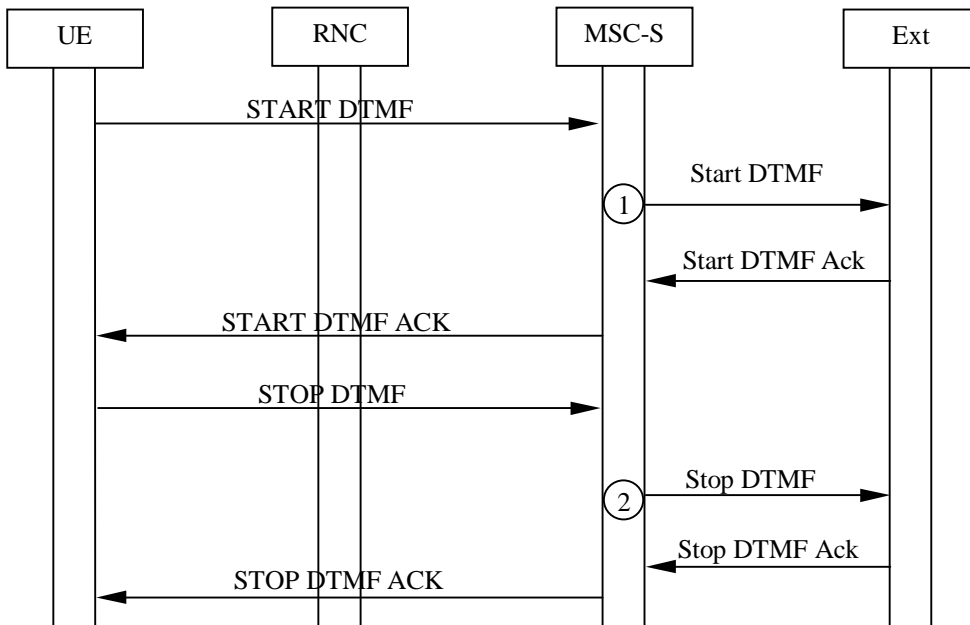 UE
RNC
MSC-S
Ext
START DTMF
Start DTMF
1
Start DTMF Ack
START DTMF ACK
STOP DTMF
Stop DTMF
2
Stop DTMF Ack
STOP DTMF ACK